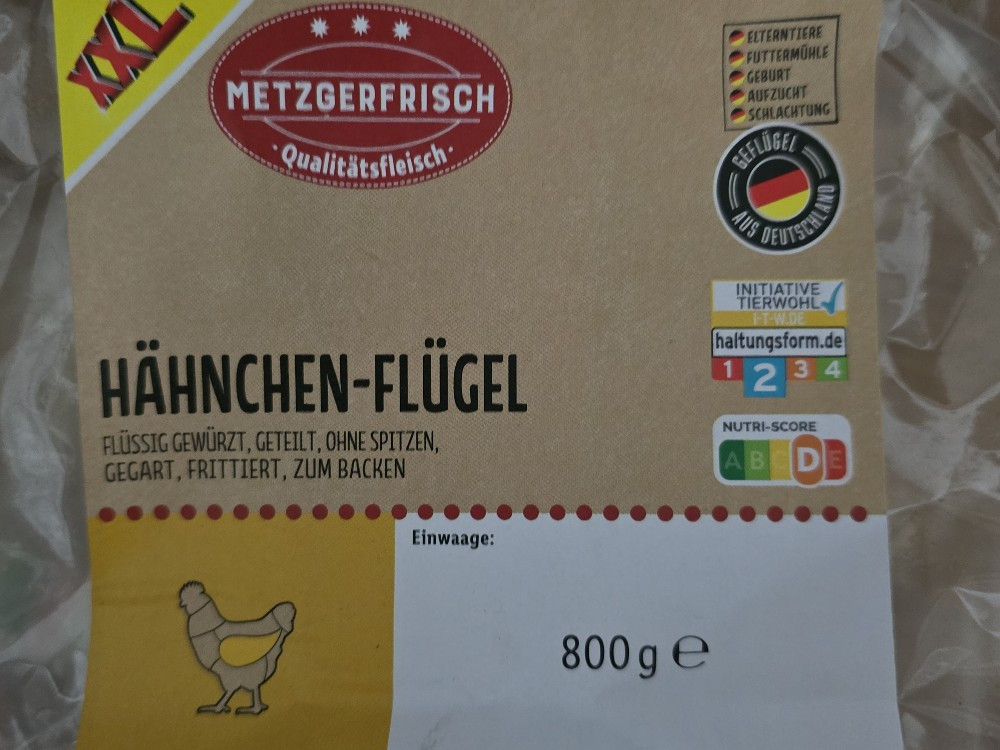 XXL
METZGERFRISCH
· Qualitätsfleisch ·
ELTERNTIERE
FUTTERMÜHLE
GEBURT
AUFZUCHT
SCHLACHTUNG
GEFLÜGEL
AUS DEUTSCHLAND
INITIATIVE
TIERWOHL
I-T-W.DE
haltungsform.de
1 2 3 4
HÄHNCHEN-FLÜGEL
FLÜSSIG GEWÜRZT, GETEILT, OHNE SPITZEN,
GEGART, FRITTIERT, ZUM BACKEN
NUTRI-SCORE
A B C D E
Einwaage:
800 g ℮